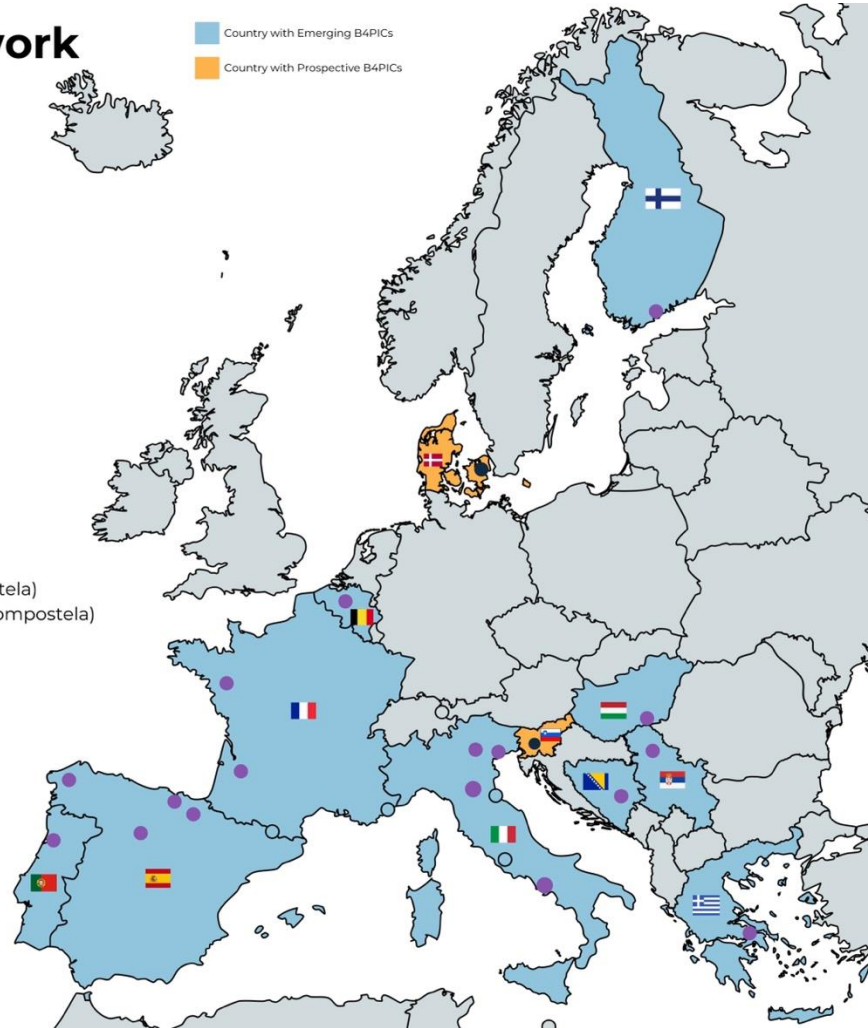 work
Country with Emerging B4PICs
Country with Prospective B4PICs
tela)
ompostela)